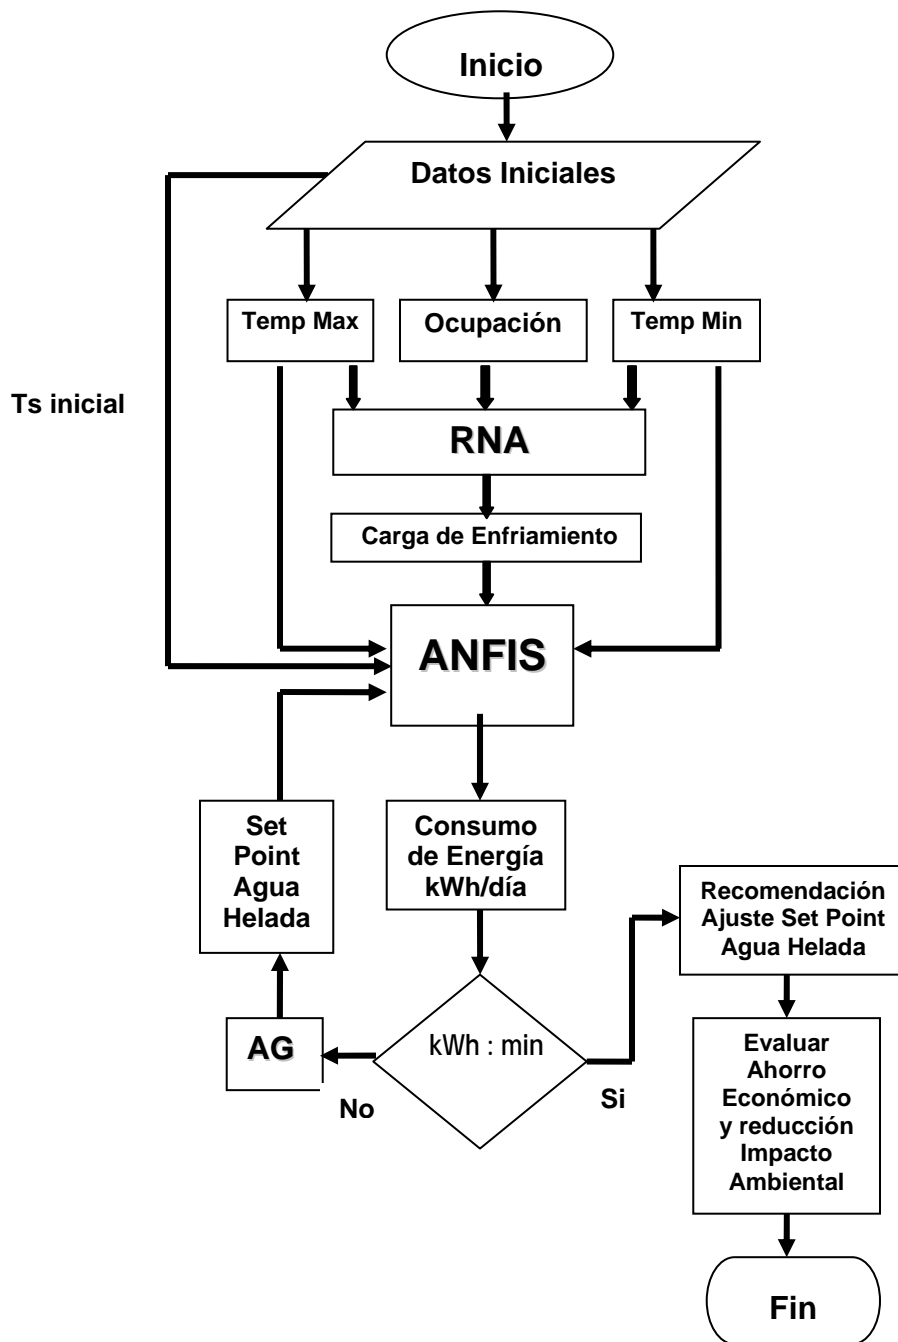 Inicio
Datos Iniciales
Temp Max
Ocupación
Temp Min
Ts inicial
RNA
Carga de Enfriamiento
ANFIS
Set
Point
Agua
Helada
Consumo
de Energía
kWh/día
Recomendación
Ajuste Set Point
Agua Helada
AG
kWh : min
No
Si
Evaluar
Ahorro
Económico
y reducción
Impacto
Ambiental
Fin